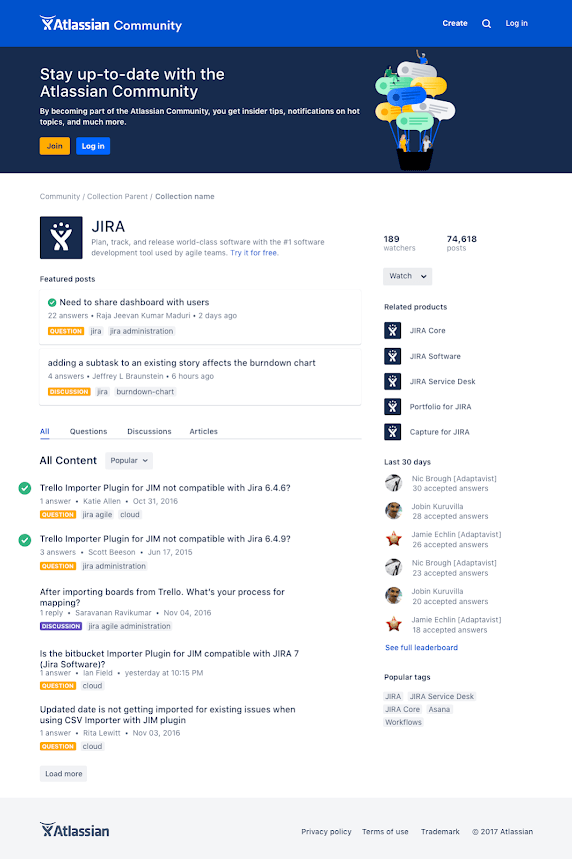 Atlassian Community
Create
Log in
Stay up-to-date with the
Atlassian Community
By becoming part of the Atlassian Community, you get insider tips, notifications on hot
topics, and much more.
Join
Log in
Community / Collection Parent / Collection name
JIRA
Plan, track, and release world-class software with the #1 software
development tool used by agile teams. Try it for free.
Featured posts
Need to share dashboard with users
22 answers • Raja Jeevan Kumar Maduri • 2 days ago
QUESTION jira jira administration
adding a subtask to an existing story affects the burndown chart
4 answers • Jeffrey L Braunstein • 6 hours ago
DISCUSSION jira burndown-chart
All Questions Discussions Articles
All Content Popular
Trello Importer Plugin for JIM not compatible with Jira 6.4.6?
1 answer • Katie Allen • Oct 31, 2016
QUESTION jira agile cloud
Trello Importer Plugin for JIM not compatible with Jira 6.4.9?
3 answers • Scott Beeson • Jun 17, 2015
QUESTION jira administration
After importing boards from Trello. What's your process for
mapping?
1 reply • Saravanan Ravikumar • Nov 04, 2016
DISCUSSION jira agile administration
Is the bitbucket Importer Plugin for JIM compatible with JIRA 7
(Jira Software)?
1 answer • Ian Field • yesterday at 10:15 PM
QUESTION cloud
Updated date is not getting imported for existing issues when
using CSV Importer with JIM plugin
1 answer • Rita Lewitt • Nov 03, 2016
QUESTION cloud
Load more
189 74,618
watchers posts
Watch
Related products
JIRA Core
JIRA Software
JIRA Service Desk
Portfolio for JIRA
Capture for JIRA
Last 30 days
Nic Brough [Adaptavist]
30 accepted answers
Jobin Kuruvilla
28 accepted answers
Jamie Echlin [Adaptavist]
26 accepted answers
Nic Brough [Adaptavist]
23 accepted answers
Jobin Kuruvilla
20 accepted answers
Jamie Echlin [Adaptavist]
18 accepted answers
See full leaderboard
Popular tags
JIRA JIRA Service Desk
JIRA Core Asana
Workflows
Atlassian
Privacy policy Terms of use Trademark © 2017 Atlassian